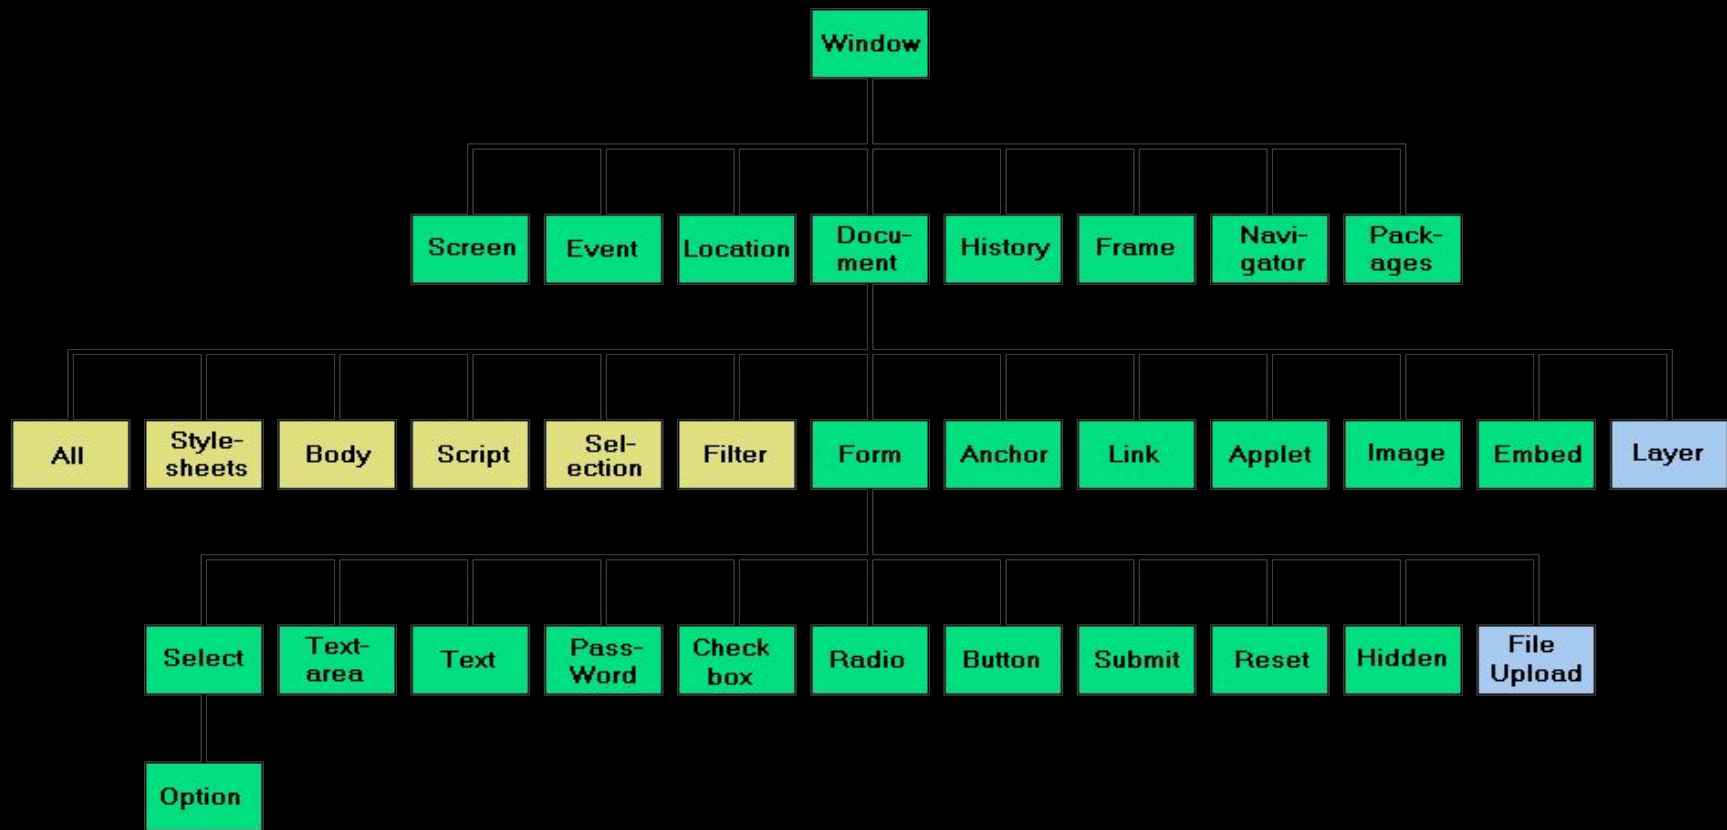 Window
Screen
Event
Location
Docu-
ment
History
Frame
Navi-
gator
Pack-
ages
All
Style-
sheets
Body
Script
Sel-
ection
Filter
Form
Anchor
Link
Applet
Image
Embed
Layer
Select
Text-
area
Text
Pass-
Word
Check
box
Radio
Button
Submit
Reset
Hidden
File
Upload
Option